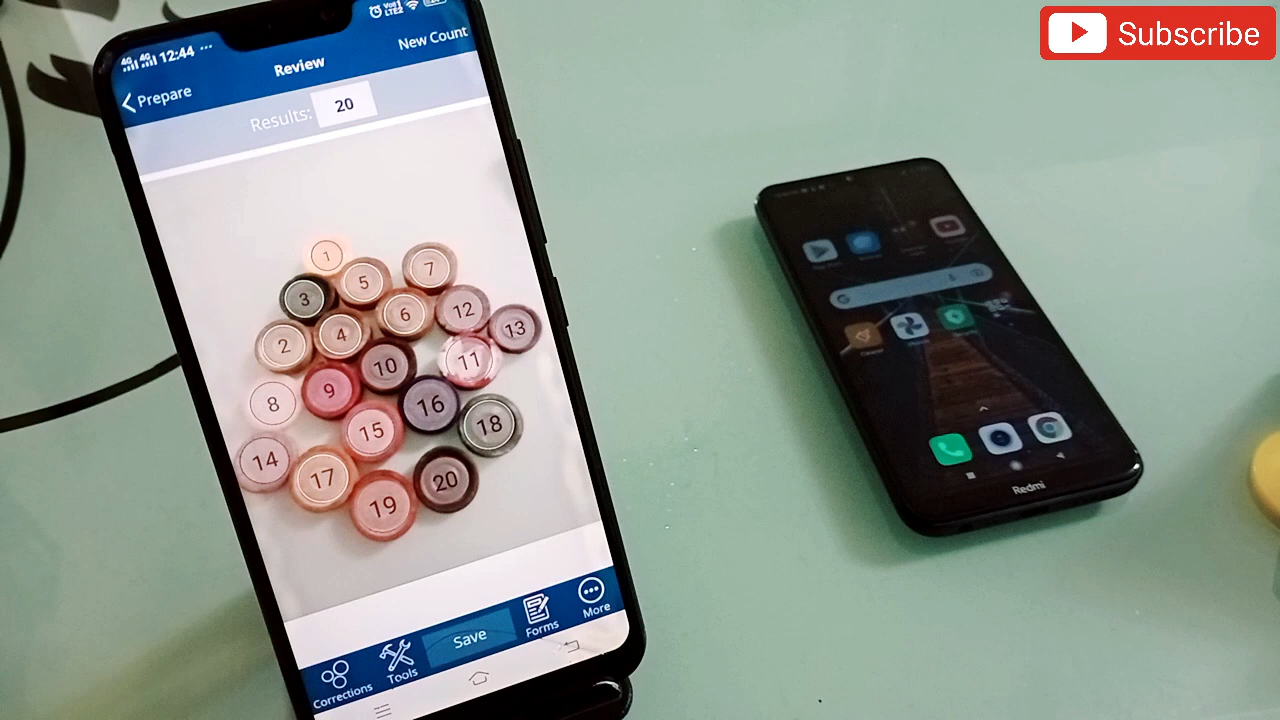 Subscribe
12:44
New Count
Review
Prepare
Results: 20
1
7
5
3
12
6
13
4
2
11
10
9
8
16
18
15
14
17
20
19
Corrections
Tools
Save
Forms
More
Redmi